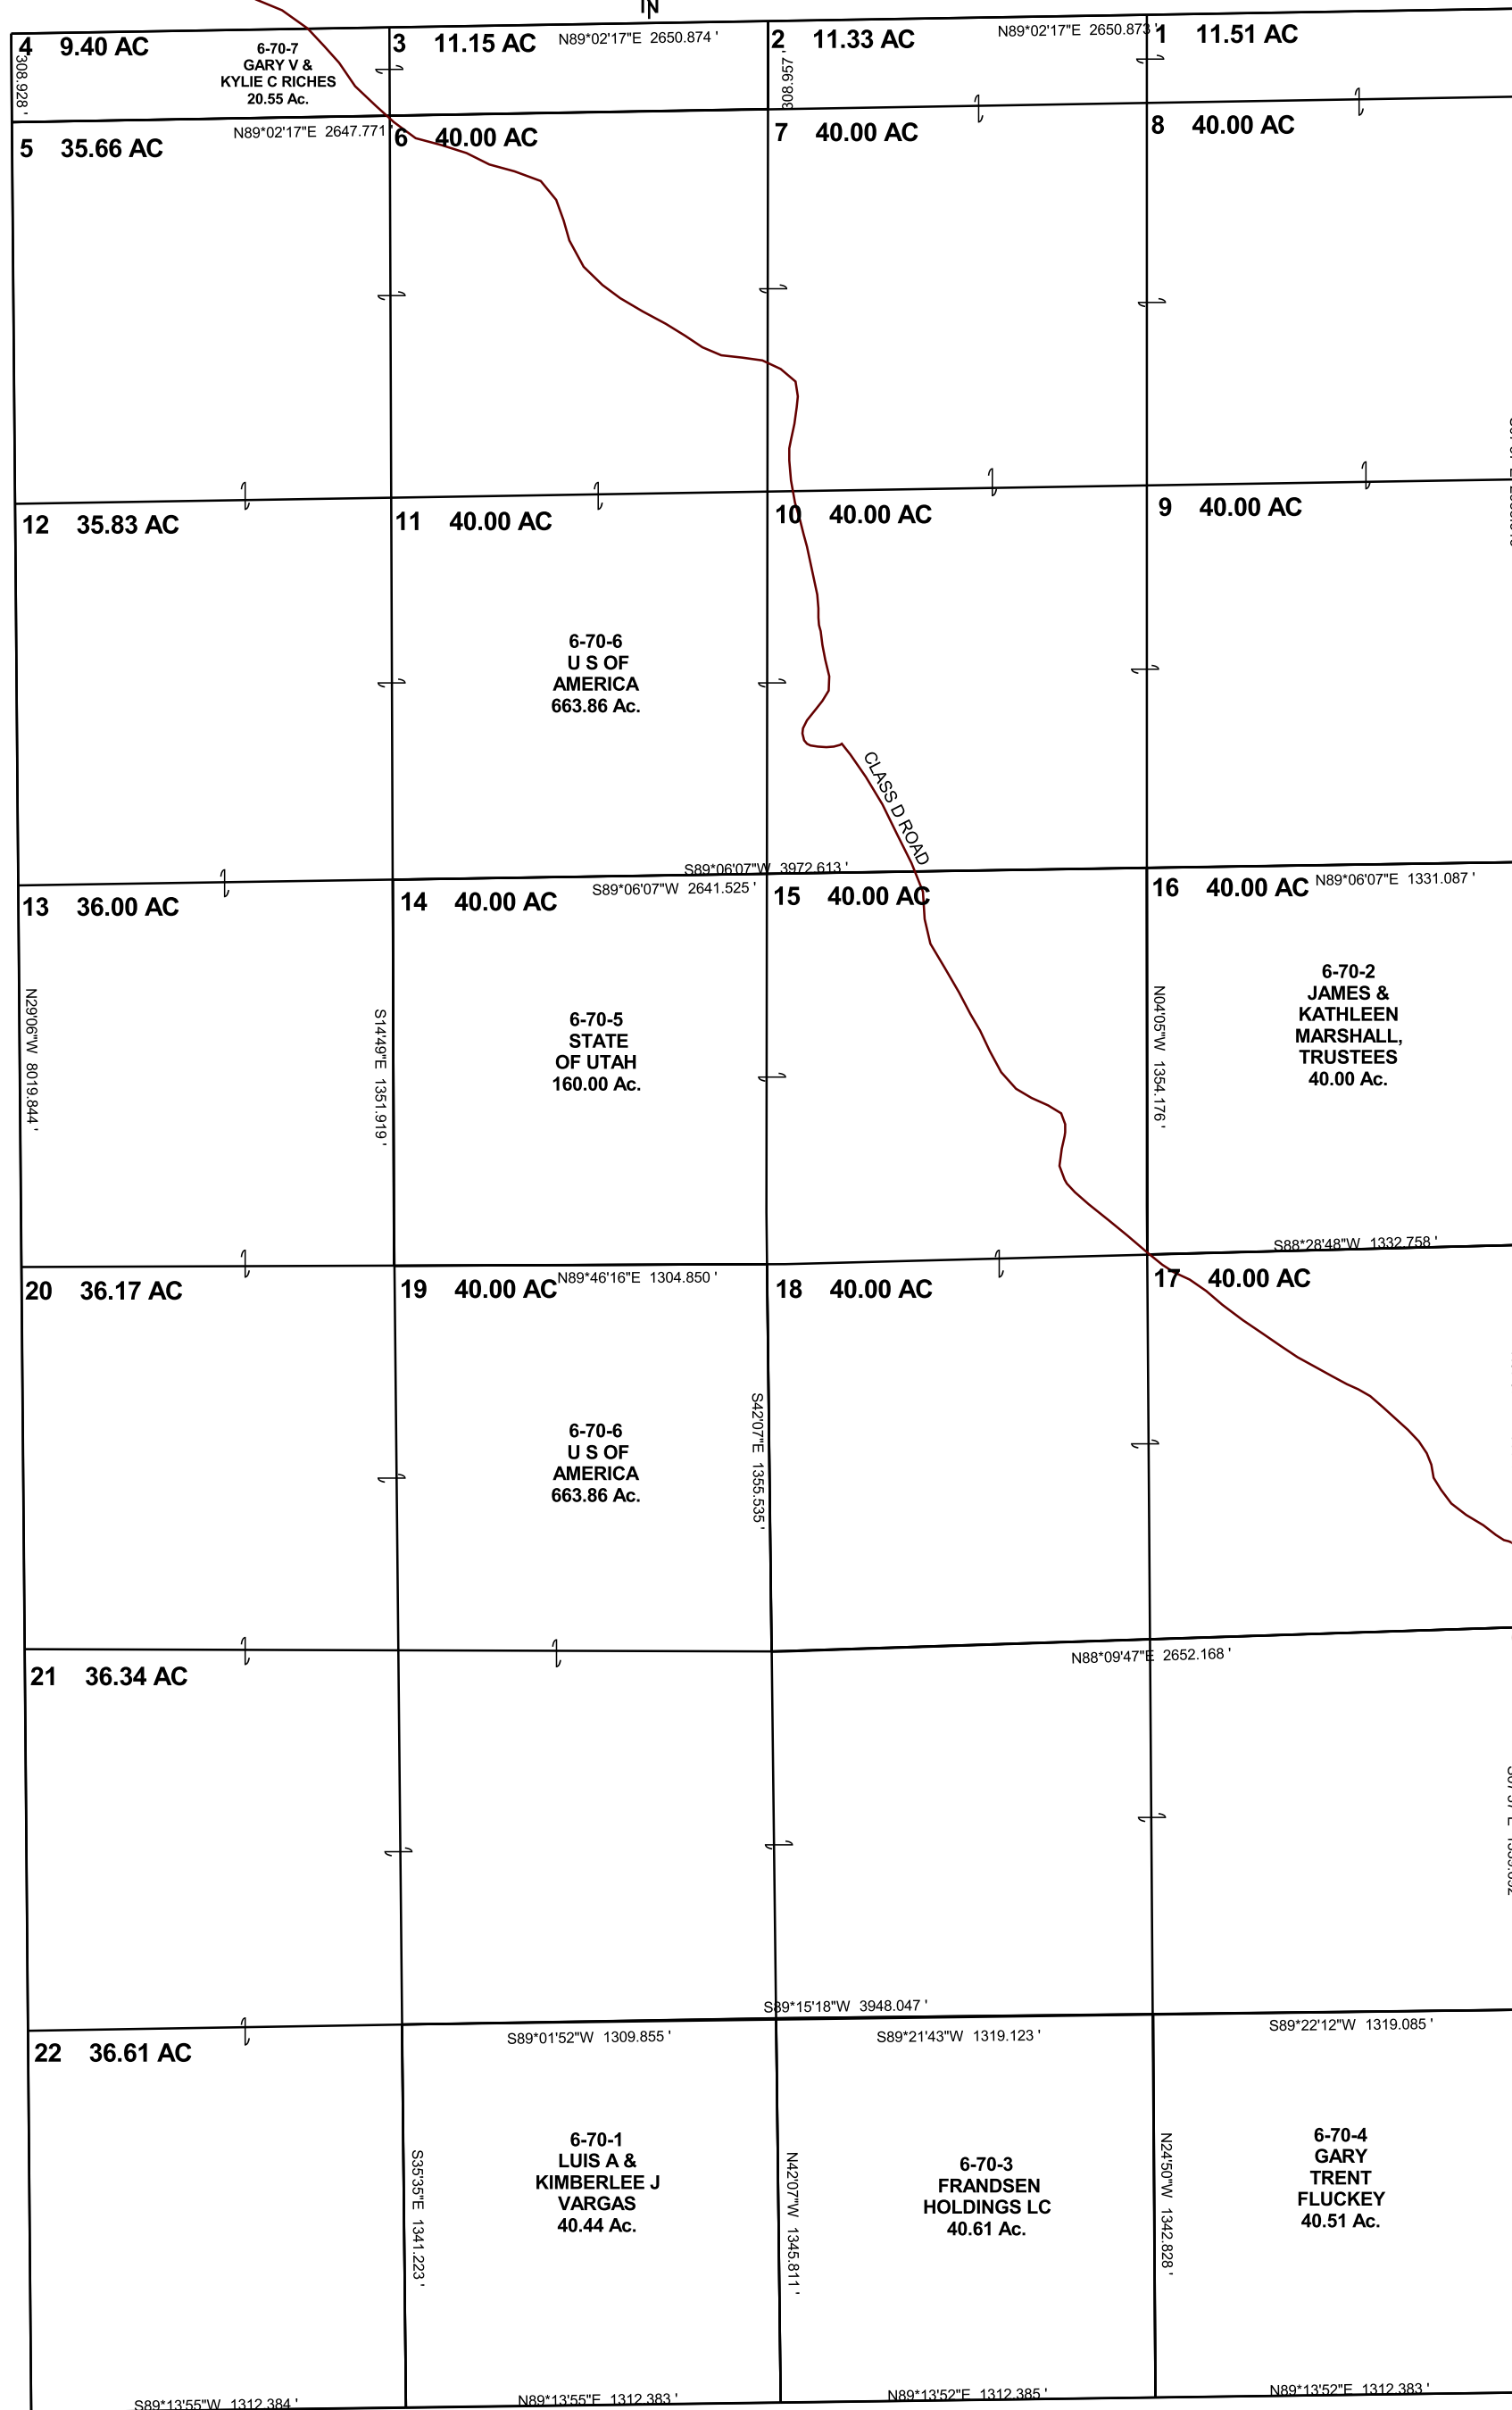 N
4 9.40 AC
6-70-7
GARY V &
KYLIE C RICHES
20.55 Ac.
308.928 '
3 11.15 AC
N89*02'17"E 2650.874 '
2 11.33 AC
308.957 '
N89*02'17"E 2650.873 '
1 11.51 AC
5 35.66 AC
N89*02'17"E 2647.771 '
6 40.00 AC
7 40.00 AC
8 40.00 AC
12 35.83 AC
11 40.00 AC
10 40.00 AC
9 40.00 AC
6-70-6
U S OF
AMERICA
663.86 Ac.
CLASS D ROAD
S89*06'07"W 3972.613 '
13 36.00 AC
14 40.00 AC
S89*06'07"W 2641.525 '
15 40.00 AC
16 40.00 AC
N89*06'07"E 1331.087 '
N29'06"W 8019.844 '
S14'49"E 1351.919 '
6-70-5
STATE
OF UTAH
160.00 Ac.
N04'05"W 1354.176 '
6-70-2
JAMES &
KATHLEEN
MARSHALL,
TRUSTEES
40.00 Ac.
S88*28'48"W 1332.758 '
20 36.17 AC
19 40.00 AC
N89*46'16"E 1304.850 '
18 40.00 AC
17 40.00 AC
6-70-6
U S OF
AMERICA
663.86 Ac.
S42'07"E 1355.535 '
21 36.34 AC
N88*09'47"E 2652.168 '
S89*15'18"W 3948.047 '
22 36.61 AC
S89*01'52"W 1309.855 '
S89*21'43"W 1319.123 '
S89*22'12"W 1319.085 '
S35'35"E 1341.223 '
6-70-1
LUIS A &
KIMBERLEE J
VARGAS
40.44 Ac.
N42'07"W 1345.811 '
6-70-3
FRANDSEN
HOLDINGS LC
40.61 Ac.
N24'50"W 1342.828 '
6-70-4
GARY
TRENT
FLUCKEY
40.51 Ac.
S89*13'55"W 1312.384 '
N89*13'55"E 1312.383 '
N89*13'52"E 1312.385 '
N89*13'52"E 1312.383 '